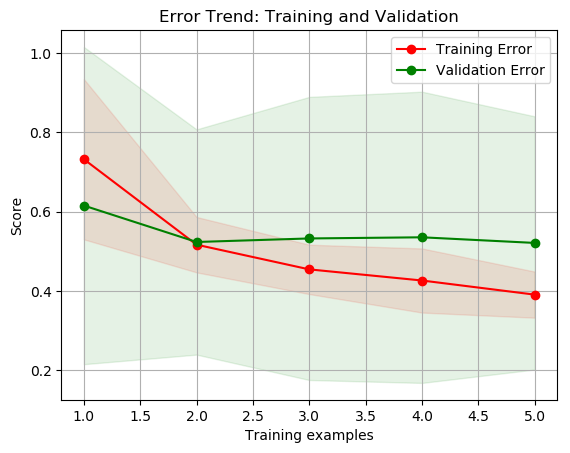 Error Trend: Training and Validation
Training Error
Validation Error
Score
1.0
0.8
0.6
0.4
0.2
1.0 1.5 2.0 2.5 3.0 3.5 4.0 4.5 5.0
Training examples